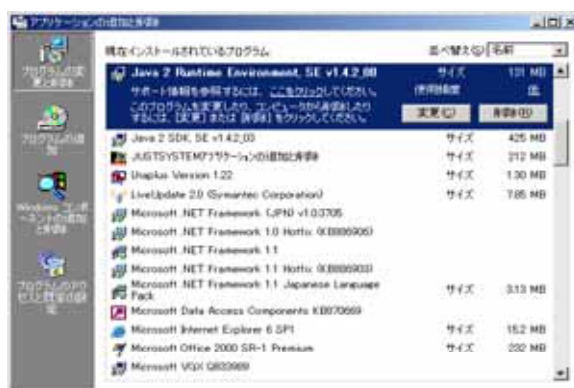 アプリケーションの追加と削除
プログラムの変更と削除
プログラムの追加
Windows コンポーネントの追加と削除
プログラムのアクセスと既定の設定
現在インストールされているプログラム
並べ替え(S): 名前
Java 2 Runtime Environment, SE v1.4.2_03 サイズ 101 MB
サポート情報を参照するには、ここをクリックしてください。 使用頻度 低
このプログラムを変更したり、コンピュータから削除したりするには、[変更] または [削除] をクリックしてください。
変更(C) 削除(R)
Java 2 SDK, SE v1.4.2_03 サイズ 425 MB
JUSTSYSTEMアプリケーションの追加と削除 サイズ 212 MB
Lhaplus Version 1.22 サイズ 1.30 MB
LiveUpdate 2.0 (Symantec Corporation) サイズ 7.85 MB
Microsoft .NET Framework (JPN) v1.0.3705
Microsoft .NET Framework 1.0 Hotfix (KB886906)
Microsoft .NET Framework 1.1
Microsoft .NET Framework 1.1 Hotfix (KB886903)
Microsoft .NET Framework 1.1 Japanese Language Pack サイズ 3.13 MB
Microsoft Data Access Components KB870669
Microsoft Internet Explorer 6 SP1 サイズ 15.2 MB
Microsoft Office 2000 SR-1 Premium サイズ 232 MB
Microsoft VGX Q833989